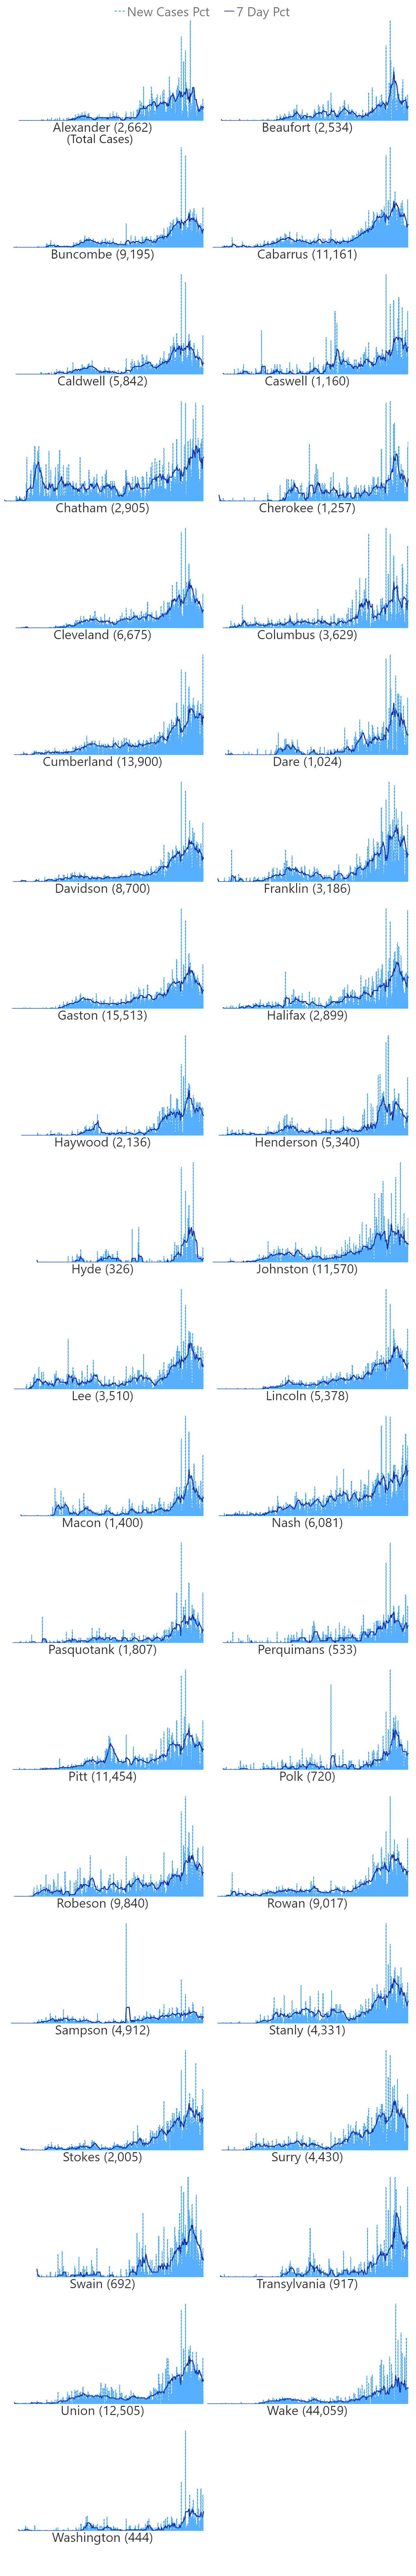 New Cases Pct 7 Day Pct
Alexander (2,662) Beaufort (2,534)
(Total Cases)
Buncombe (9,195) Cabarrus (11,161)
Caldwell (5,842) Caswell (1,160)
Chatham (2,905) Cherokee (1,257)
Cleveland (6,675) Columbus (3,629)
Cumberland (13,900) Dare (1,024)
Davidson (8,700) Franklin (3,186)
Gaston (15,513) Halifax (2,899)
Haywood (2,136) Henderson (5,340)
Hyde (326) Johnston (11,570)
Lee (3,510) Lincoln (5,378)
Macon (1,400) Nash (6,081)
Pasquotank (1,807) Perquimans (533)
Pitt (11,454) Polk (720)
Robeson (9,840) Rowan (9,017)
Sampson (4,912) Stanly (4,331)
Stokes (2,005) Surry (4,430)
Swain (692) Transylvania (917)
Union (12,505) Wake (44,059)
Washington (444)